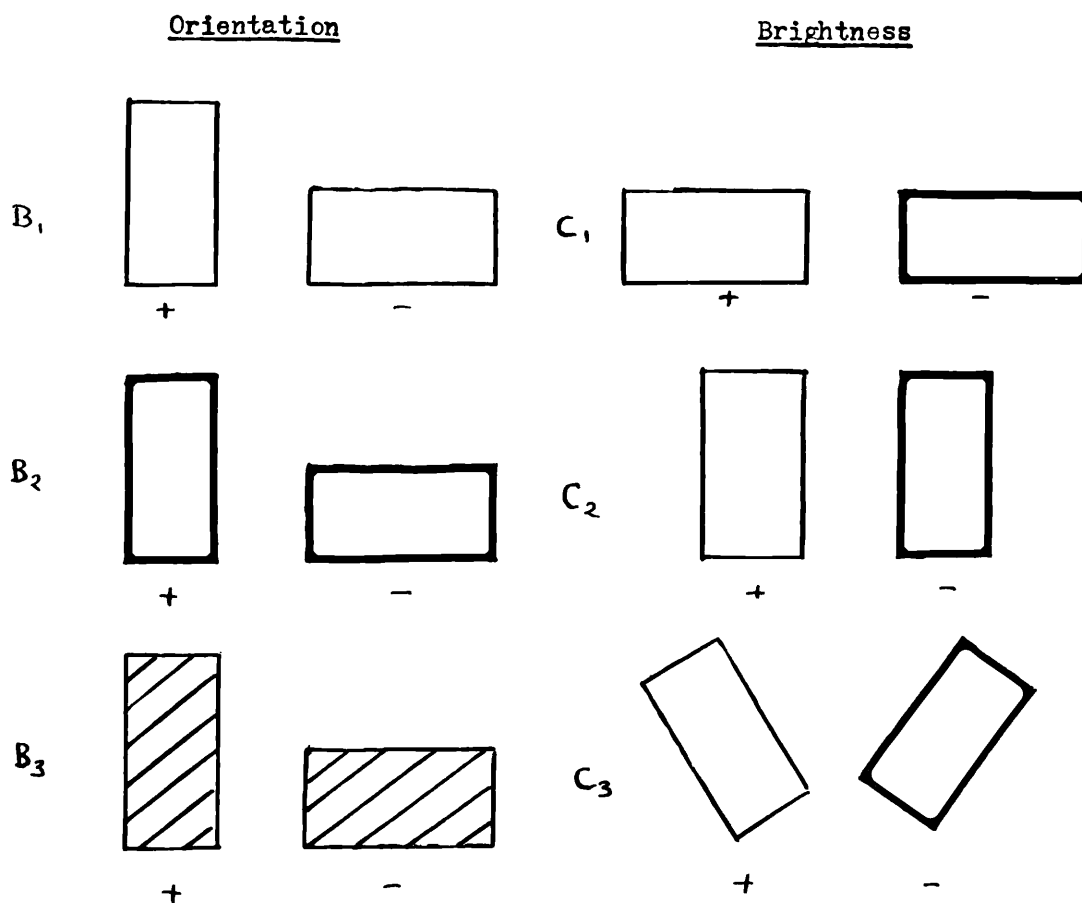 Orientation
Brightness
B₁
+ -
C₁
+ -
B₂
+ -
C₂
+ -
B₃
+ -
C₃
+ -